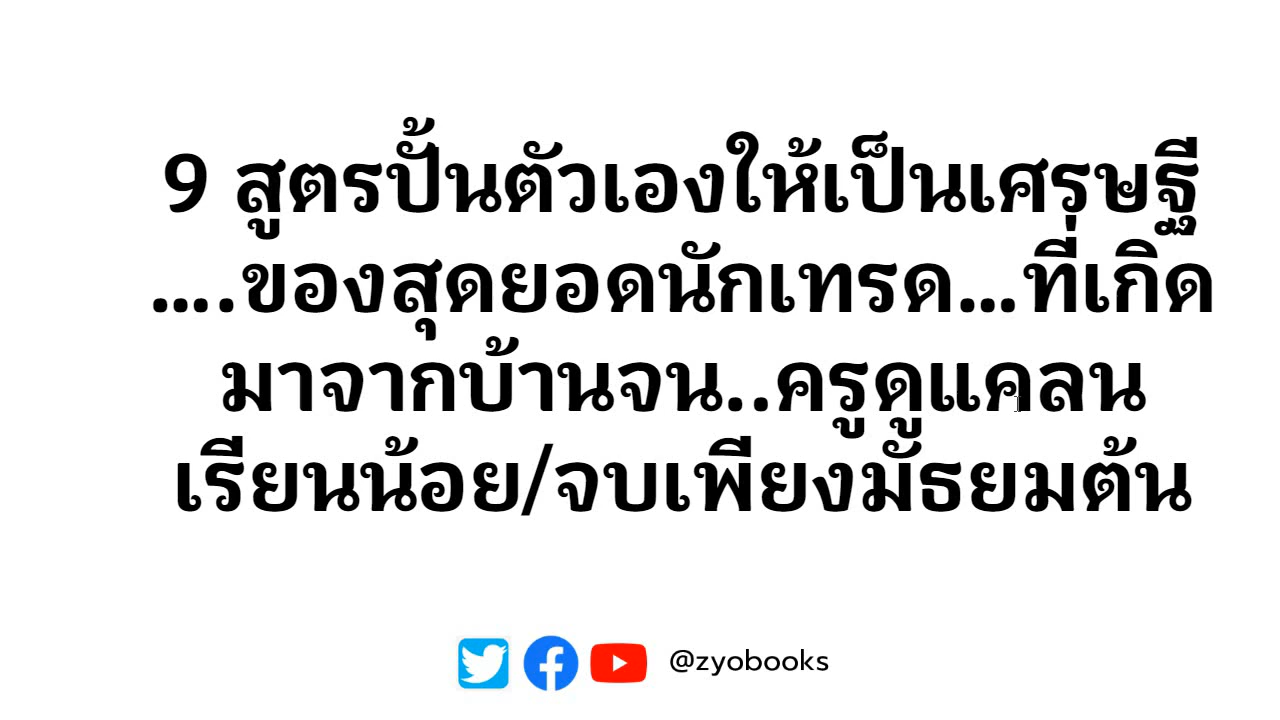 9 สูตรปั้นตัวเองให้เป็นเศรษฐี
....ของสุดยอดนักเทรด...ที่เกิด
มาจากบ้านจน..ครูดูแคลน
เรียนน้อย/จบเพียงมัธยมต้น
@zyobooks